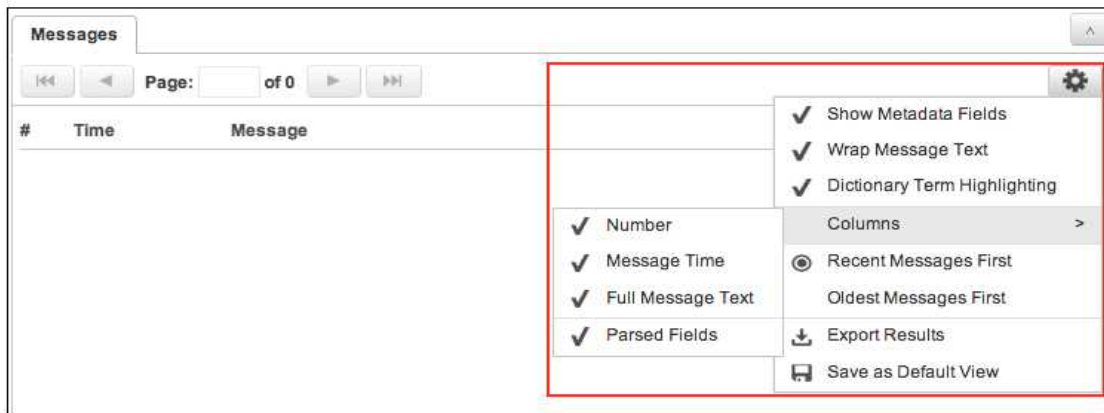 Messages
Page: of 0
# Time Message
Show Metadata Fields
Wrap Message Text
Dictionary Term Highlighting
Columns >
Number
Message Time
Full Message Text
Parsed Fields
Recent Messages First
Oldest Messages First
Export Results
Save as Default View